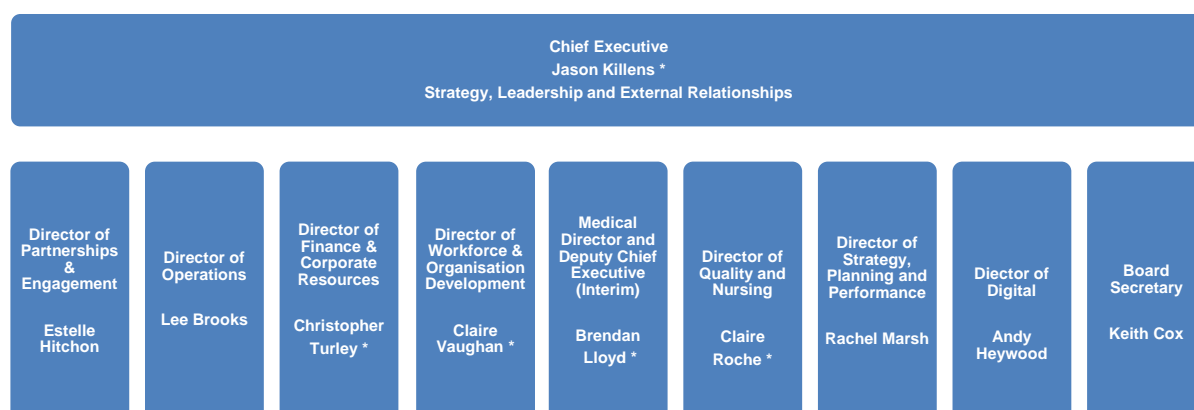 Chief Executive
Jason Killens *
Strategy, Leadership and External Relationships
Director of
Partnerships
&
Engagement
Estelle
Hitchon
Director of
Operations
Lee Brooks
Director of
Finance &
Corporate
Resources
Christopher
Turley *
Director of
Workforce &
Organisation
Development
Claire
Vaughan *
Medical
Director and
Deputy Chief
Executive
(Interim)
Brendan
Lloyd *
Director of
Quality and
Nursing
Claire
Roche *
Director of
Strategy,
Planning and
Performance
Rachel Marsh
Diector of
Digital
Andy
Heywood
Board
Secretary
Keith Cox